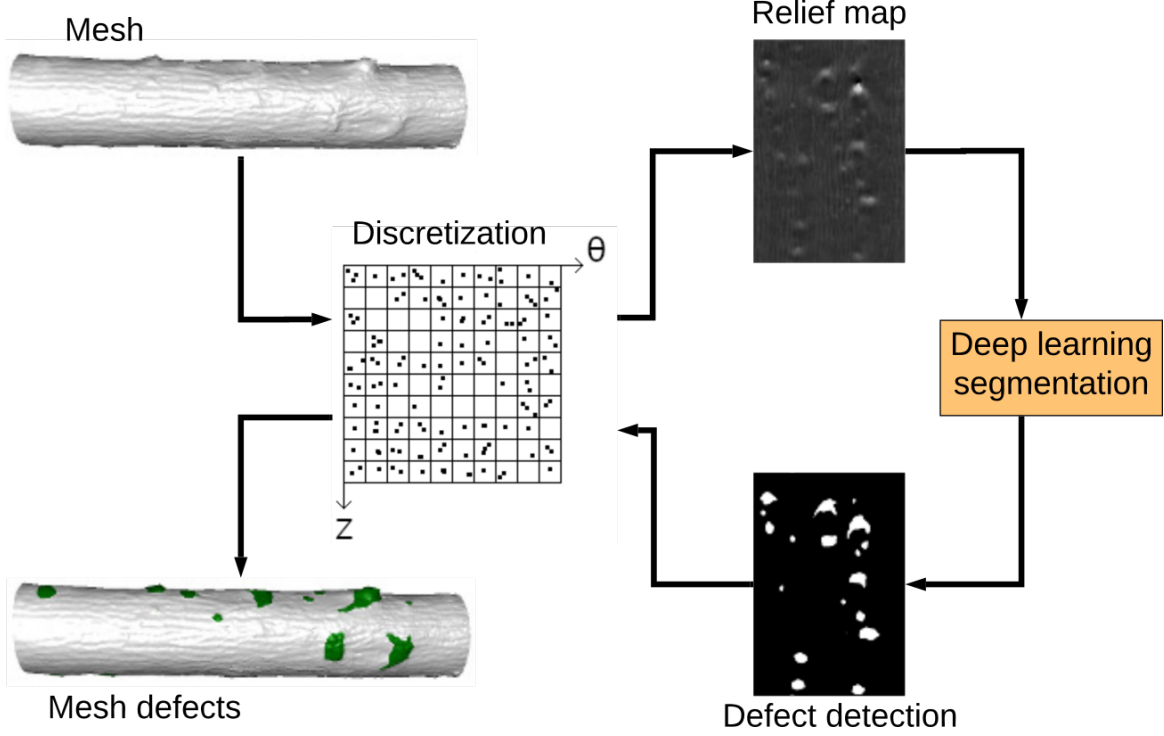 Mesh
Relief map
Discretization
θ
Deep learning
segmentation
Z
Mesh defects
Defect detection